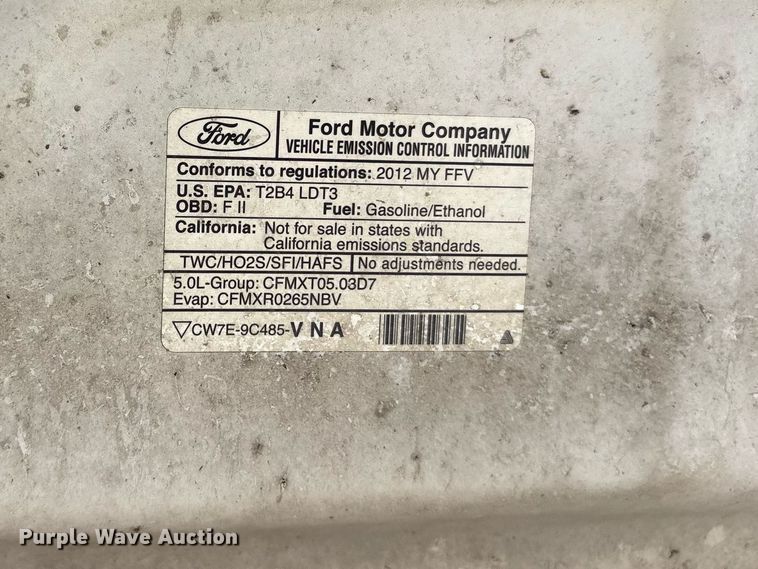 Ford
Ford Motor Company
VEHICLE EMISSION CONTROL INFORMATION
Conforms to regulations: 2012 MY FFV
U.S. EPA: T2B4 LDT3
OBD: F II Fuel: Gasoline/Ethanol
California: Not for sale in states with
California emissions standards.
TWC/HO2S/SFI/HAFS No adjustments needed.
5.0L-Group: CFMXT05.03D7
Evap: CFMXR0265NBV
CW7E-9C485-VNA
Purple Wave Auction